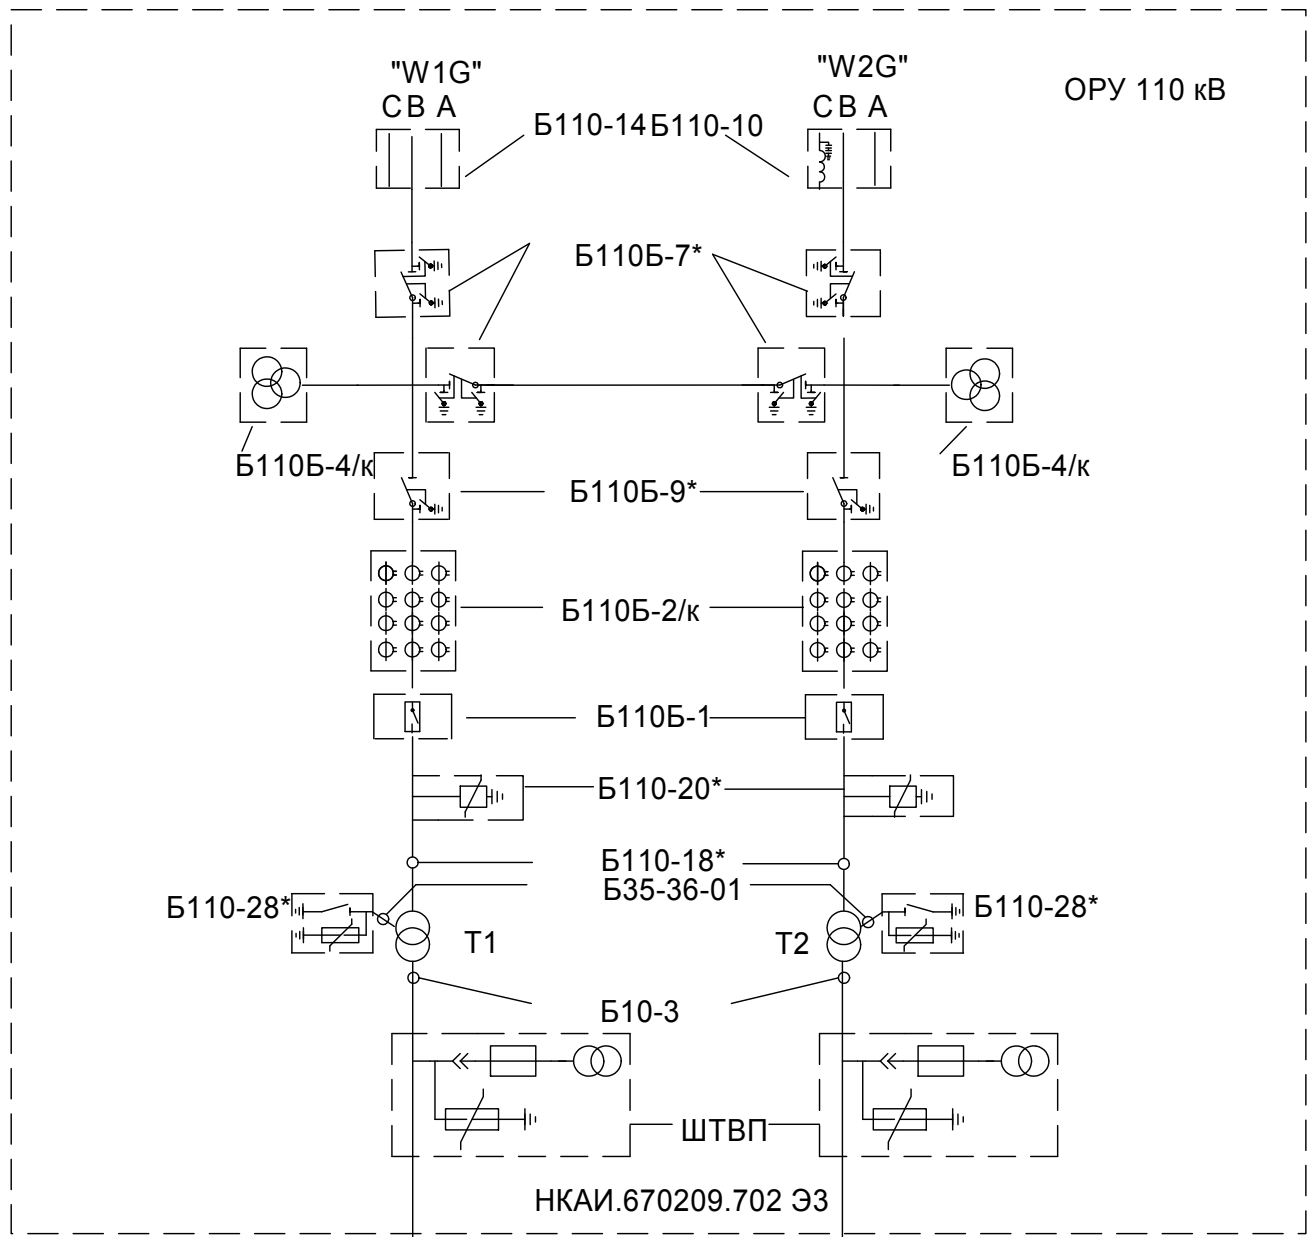 "W1G"
"W2G"
ОРУ 110 кВ
С В А
С В А
Б110-14
Б110-10
Б110Б-7*
Б110Б-4/к
Б110Б-4/к
Б110Б-9*
Б110Б-2/к
Б110Б-1
Б110-20*
Б110-18*
Б35-36-01
Б110-28*
Б110-28*
Т1
Т2
Б10-3
ШТВП
НКАИ.670209.702 ЭЗ